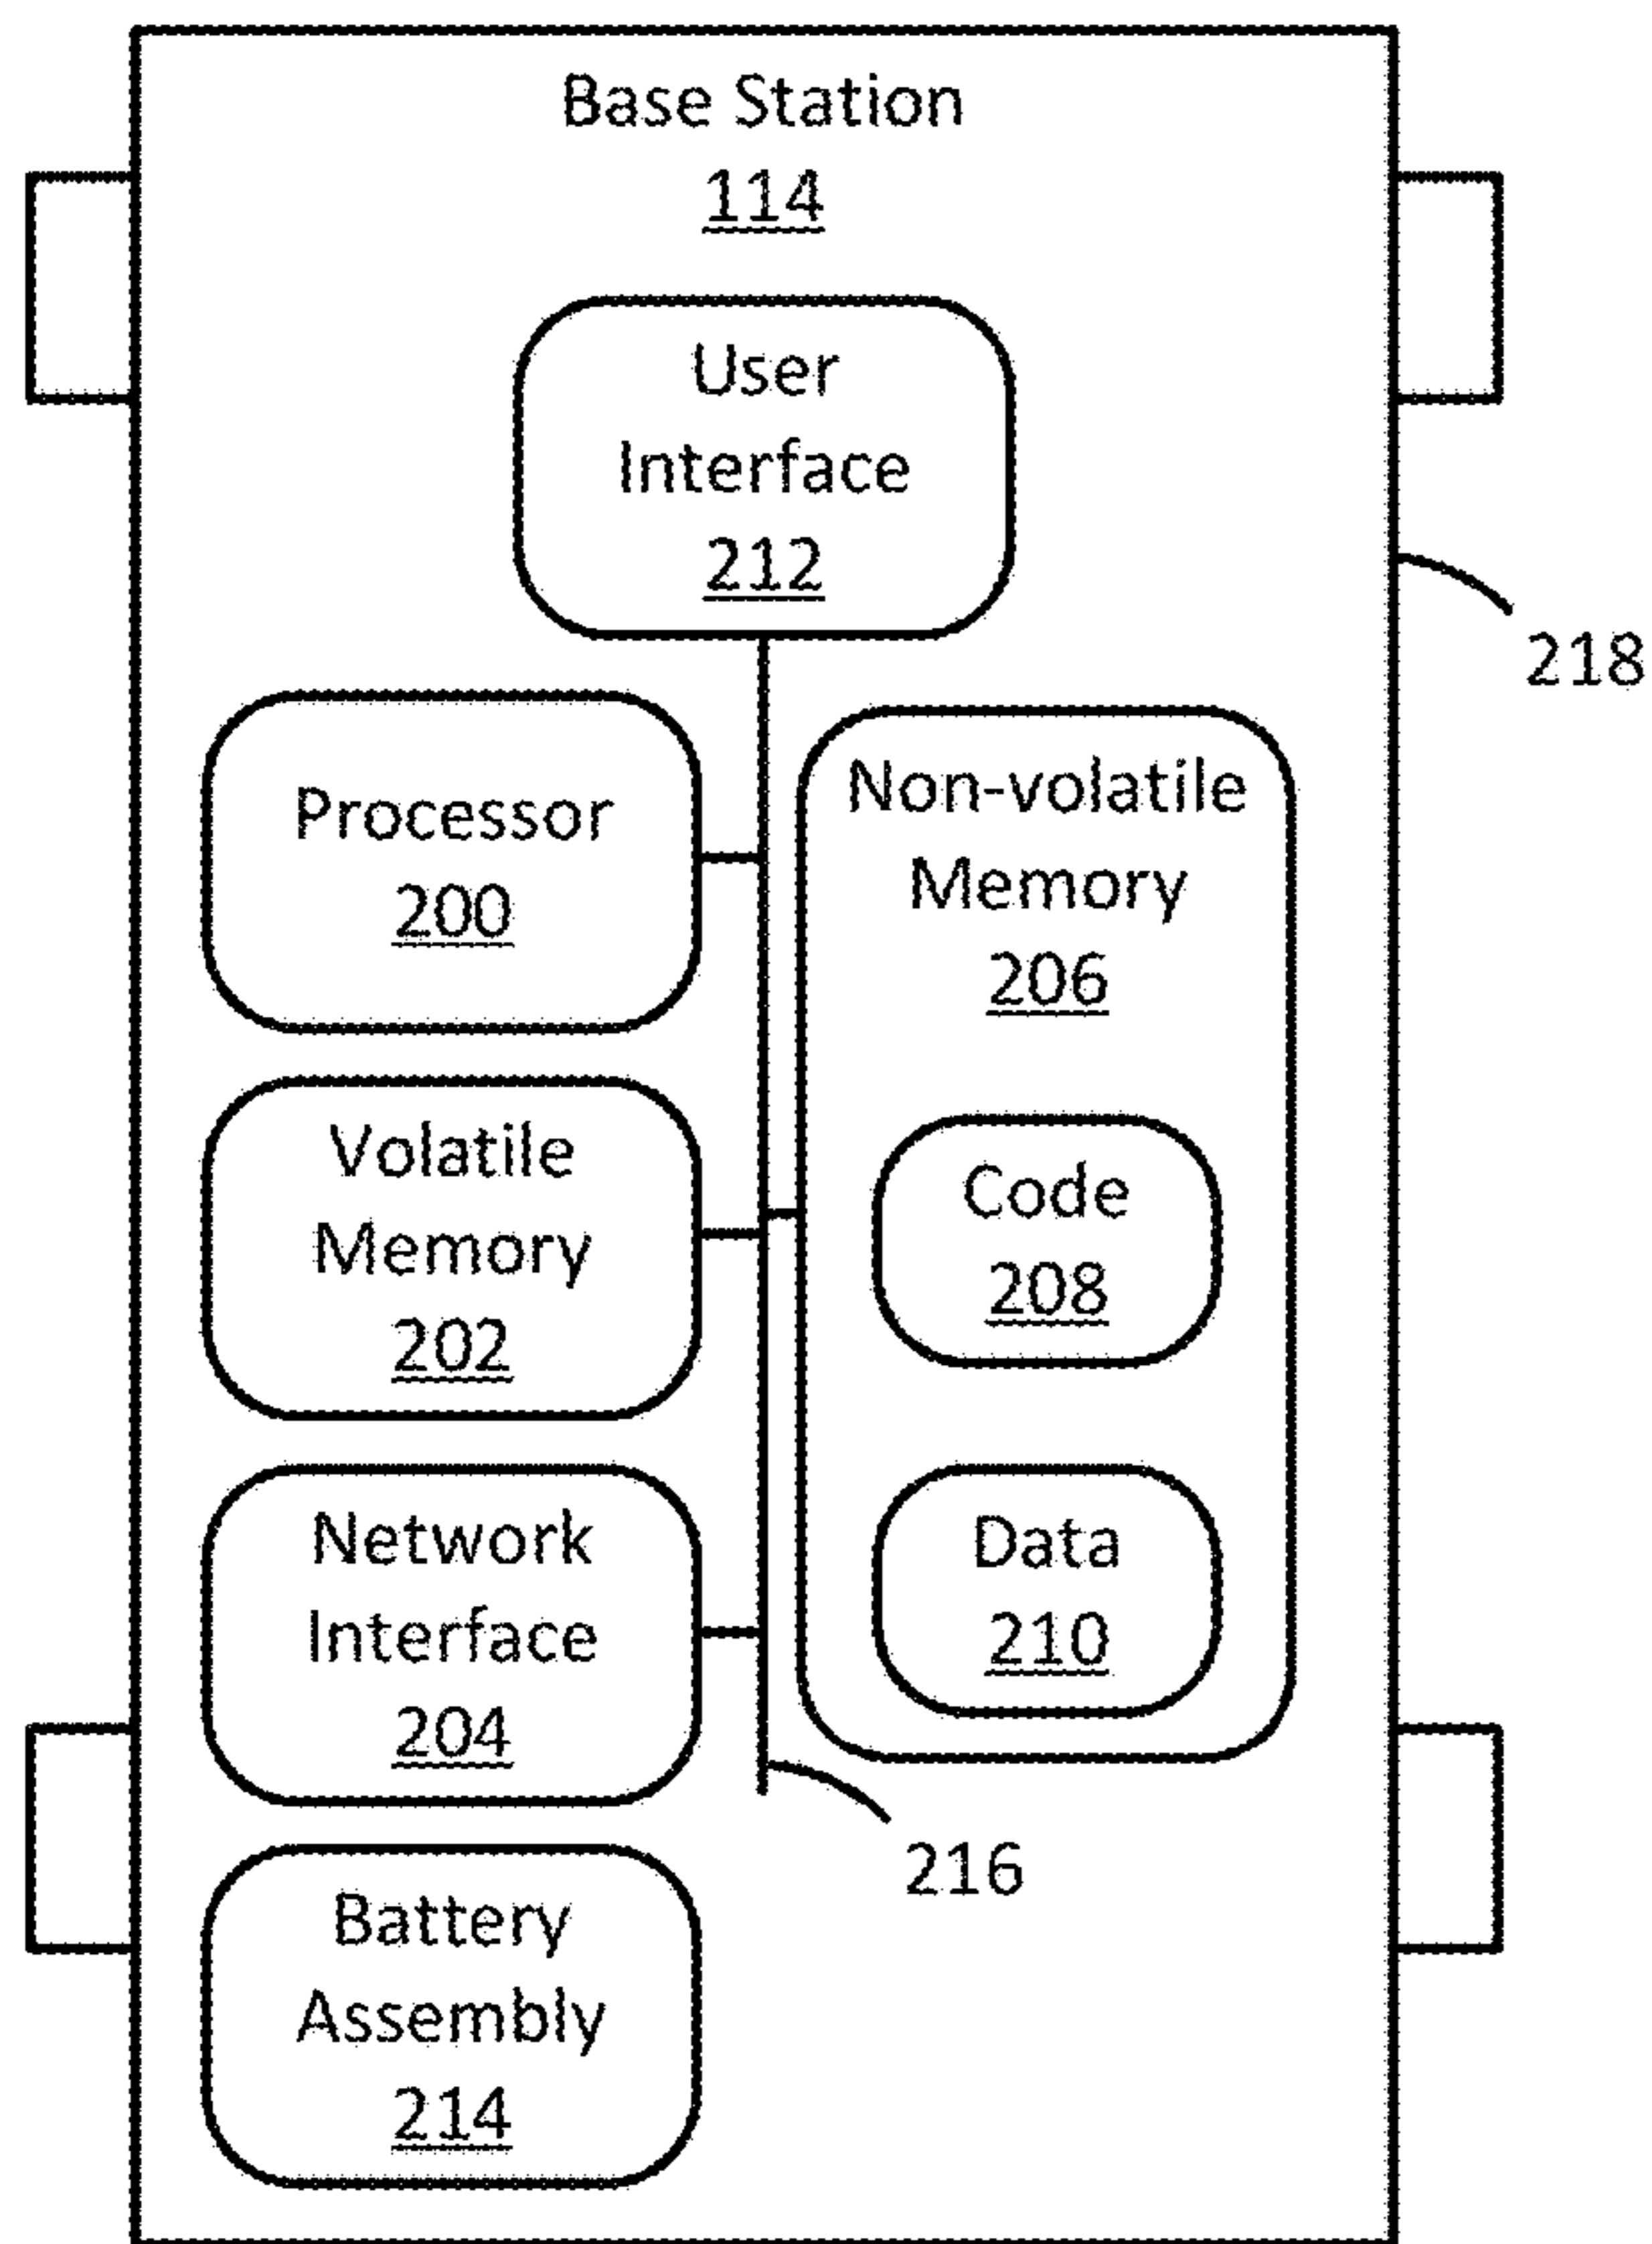 Base Station
114
User
Interface
212
218
Processor
200
Non-volatile
Memory
206
Volatile
Memory
202
Code
208
Network
Interface
204
Data
210
216
Battery
Assembly
214